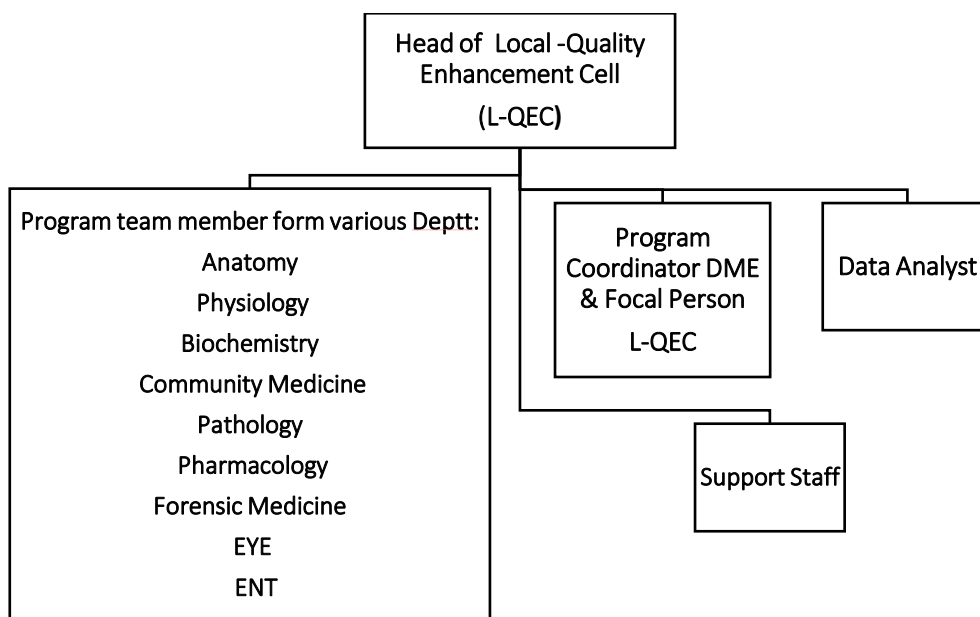 Head of Local -Quality
Enhancement Cell
(L-QEC)
Program team member form various Deptt:
Anatomy
Physiology
Biochemistry
Community Medicine
Pathology
Pharmacology
Forensic Medicine
EYE
ENT
Program
Coordinator DME
& Focal Person
L-QEC
Data Analyst
Support Staff